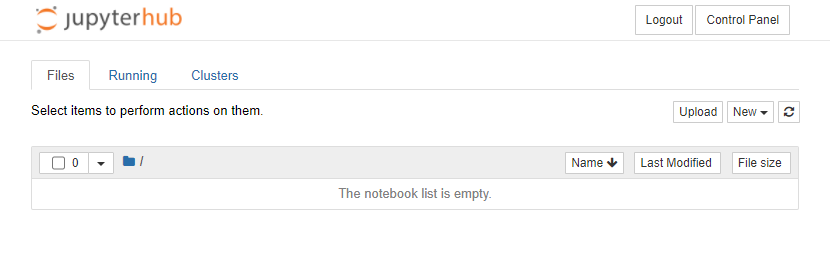 jupyterhub
Logout Control Panel
Files Running Clusters
Select items to perform actions on them.
Upload New
0 /
Name Last Modified File size
The notebook list is empty.